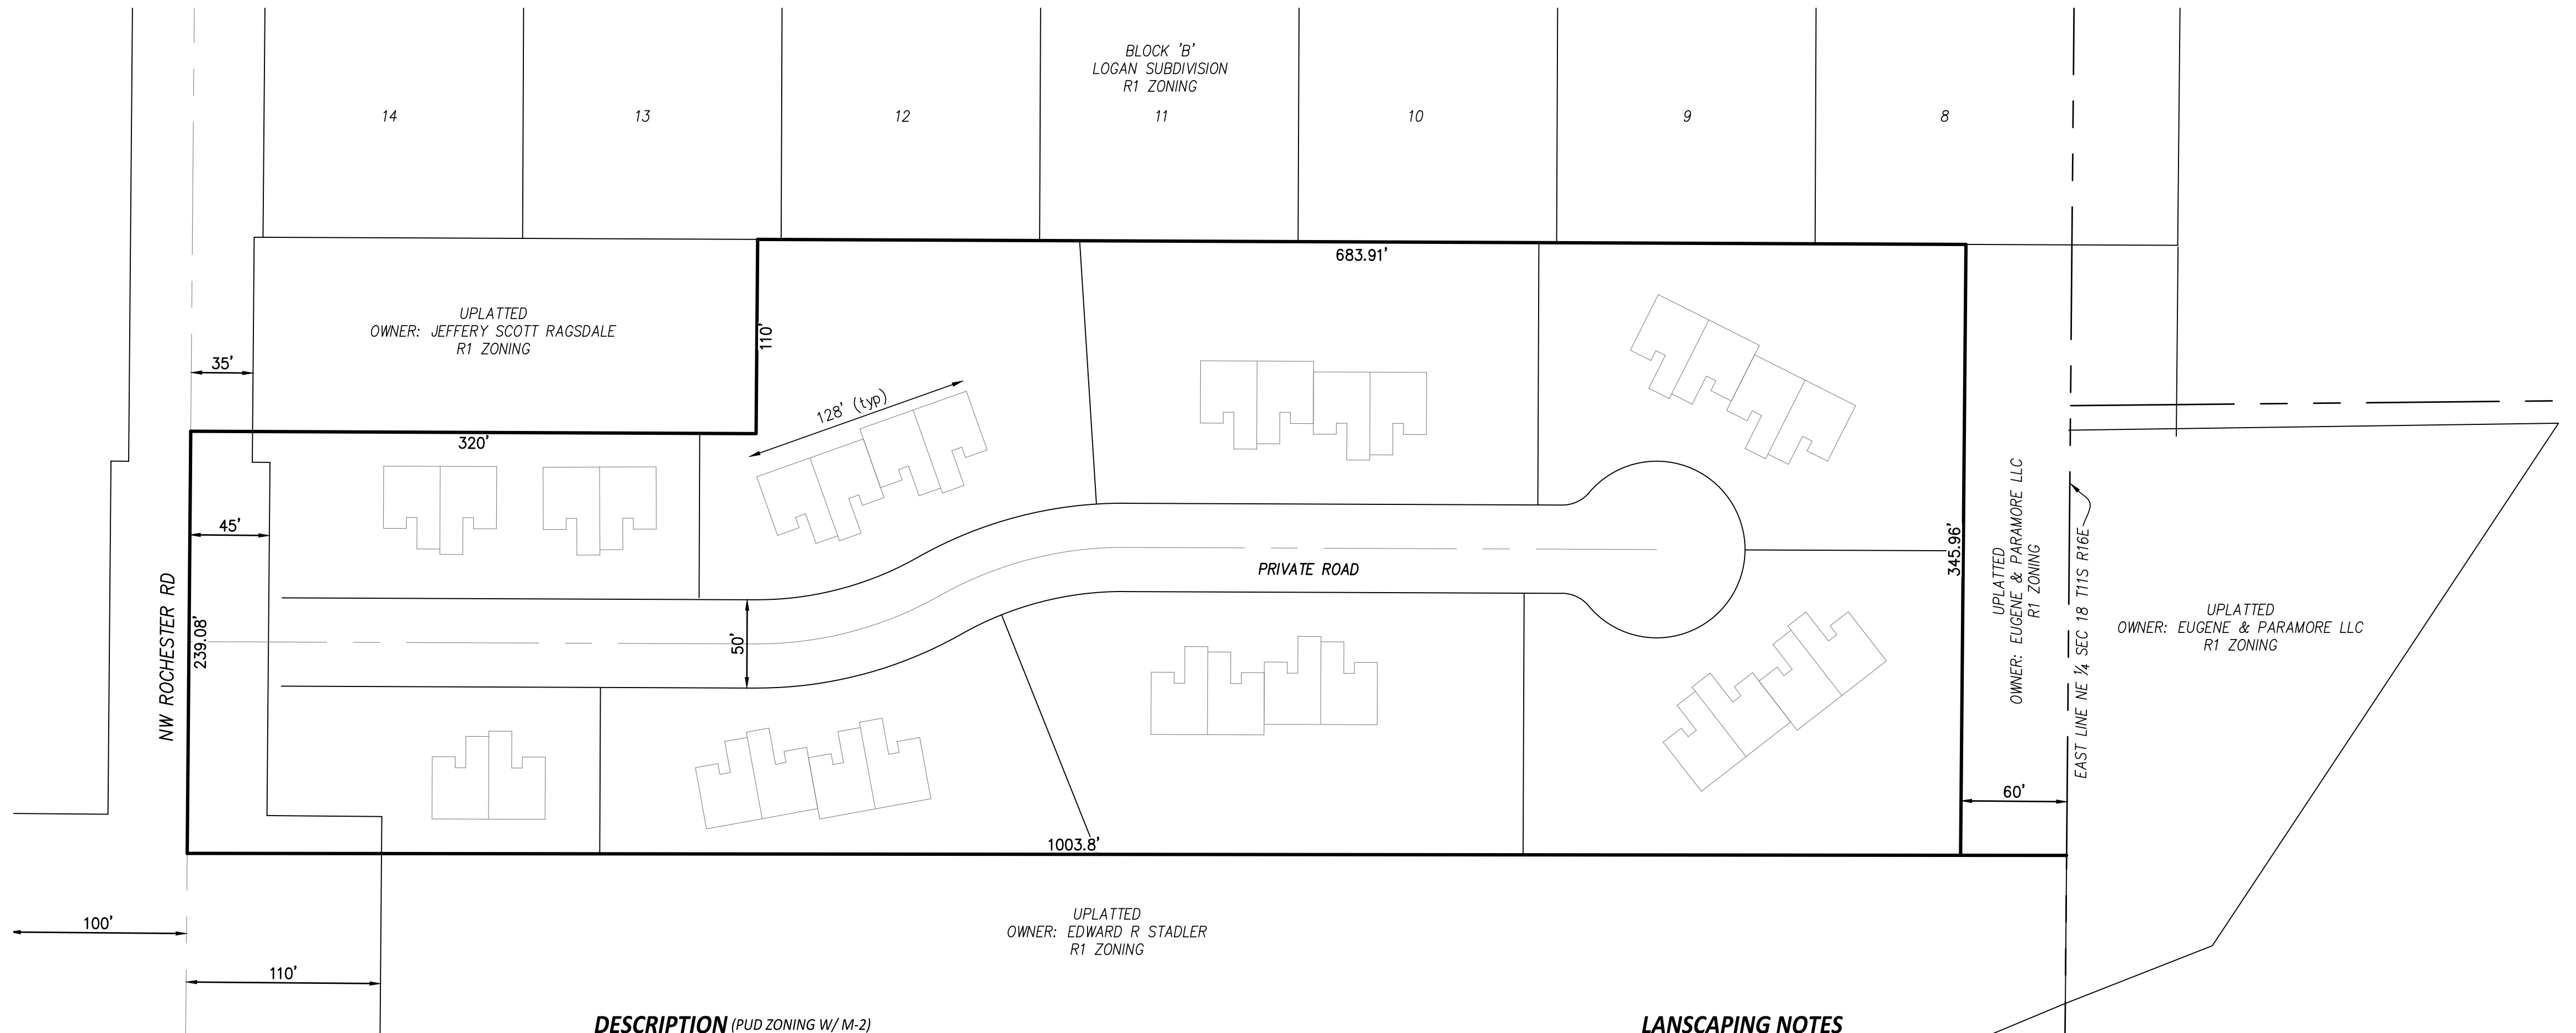 BLOCK 'B'
LOGAN SUBDIVISION
R1 ZONING
14
13
12
11
10
9
8
683.91'
UPLATTED
OWNER: JEFFERY SCOTT RAGSDALE
R1 ZONING
110'
35'
128' (typ)
320'
45'
NW ROCHESTER RD
239.08'
50'
PRIVATE ROAD
345.96'
UPLATTED
OWNER: EUGENE & PARAMORE LLC
R1 ZONING
EAST LINE NE ¼ SEC 18 T11S R16E
UPLATTED
OWNER: EUGENE & PARAMORE LLC
R1 ZONING
60'
1003.8'
100'
UPLATTED
OWNER: EDWARD R STADLER
R1 ZONING
110'
DESCRIPTION (PUD ZONING W/ M-2)
LANSCAPING NOTES